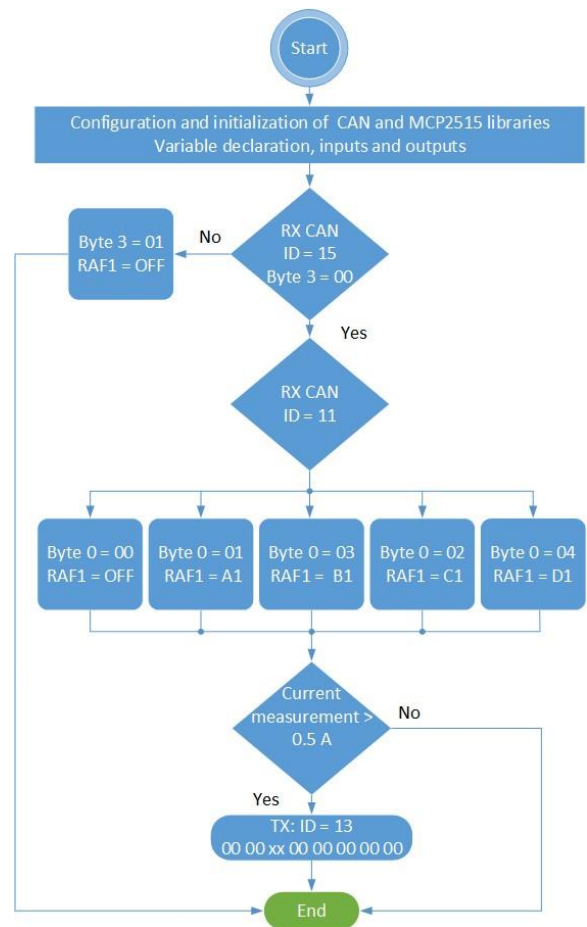 Start
Configuration and initialization of CAN and MCP2515 libraries
Variable declaration, inputs and outputs
RX CAN
ID = 15
Byte 3 = 00
No
Byte 3 = 01
RAF1 = OFF
Yes
RX CAN
ID = 11
Byte 0 = 00
RAF1 = OFF
Byte 0 = 01
RAF1 = A1
Byte 0 = 03
RAF1 = B1
Byte 0 = 02
RAF1 = C1
Byte 0 = 04
RAF1 = D1
Current
measurement >
0.5 A
No
Yes
TX: ID = 13
00 00 xx 00 00 00 00 00
End